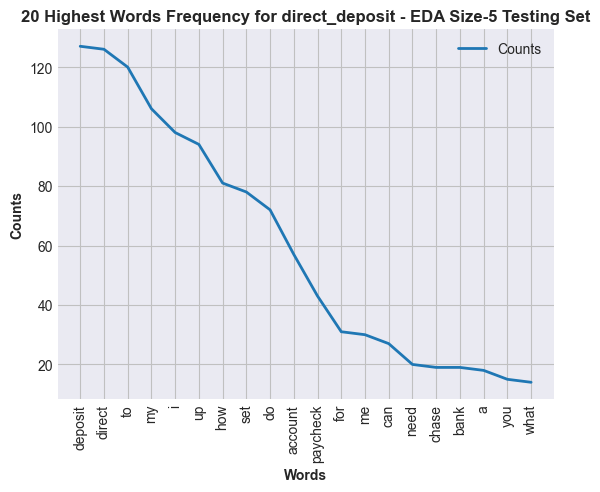 20 Highest Words Frequency for direct_deposit - EDA Size-5 Testing Set
Counts
120
100
80
60
40
20
Counts
deposit
direct
to
my
i
up
how
set
do
account
paycheck
for
me
can
need
chase
bank
a
you
what
Words